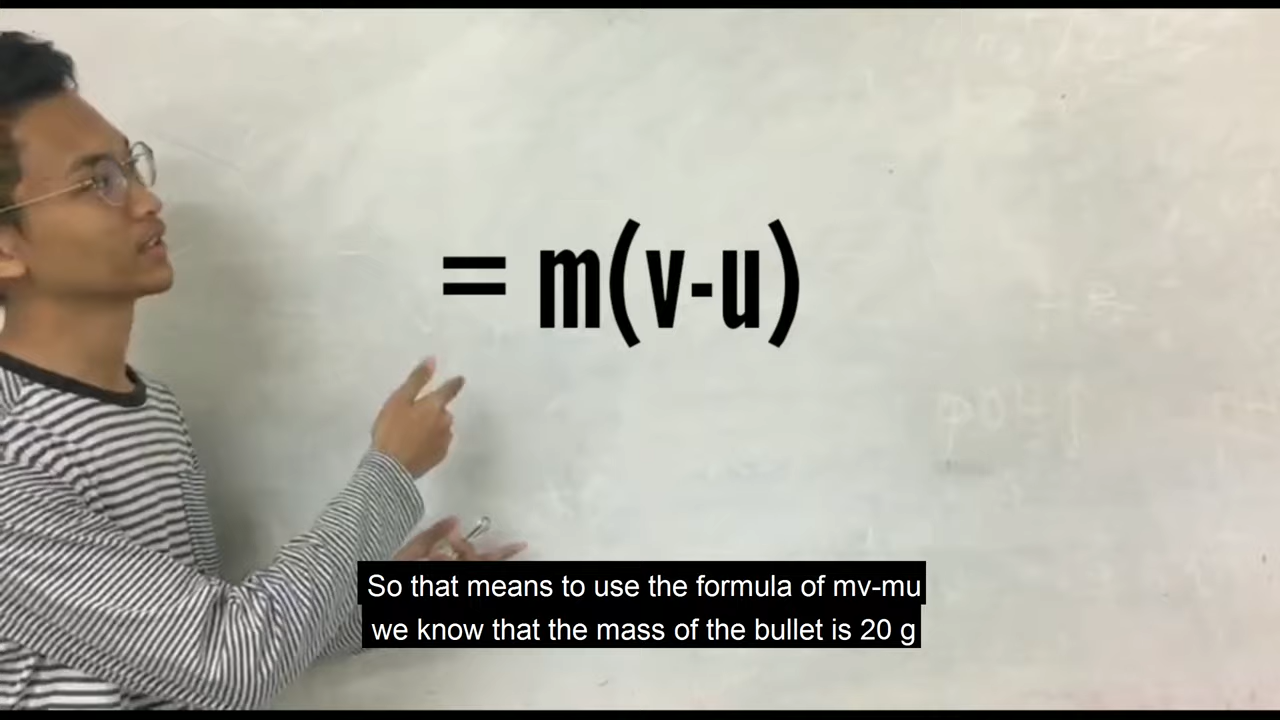 = m(v-u)
So that means to use the formula of mv-mu
we know that the mass of the bullet is 20 g